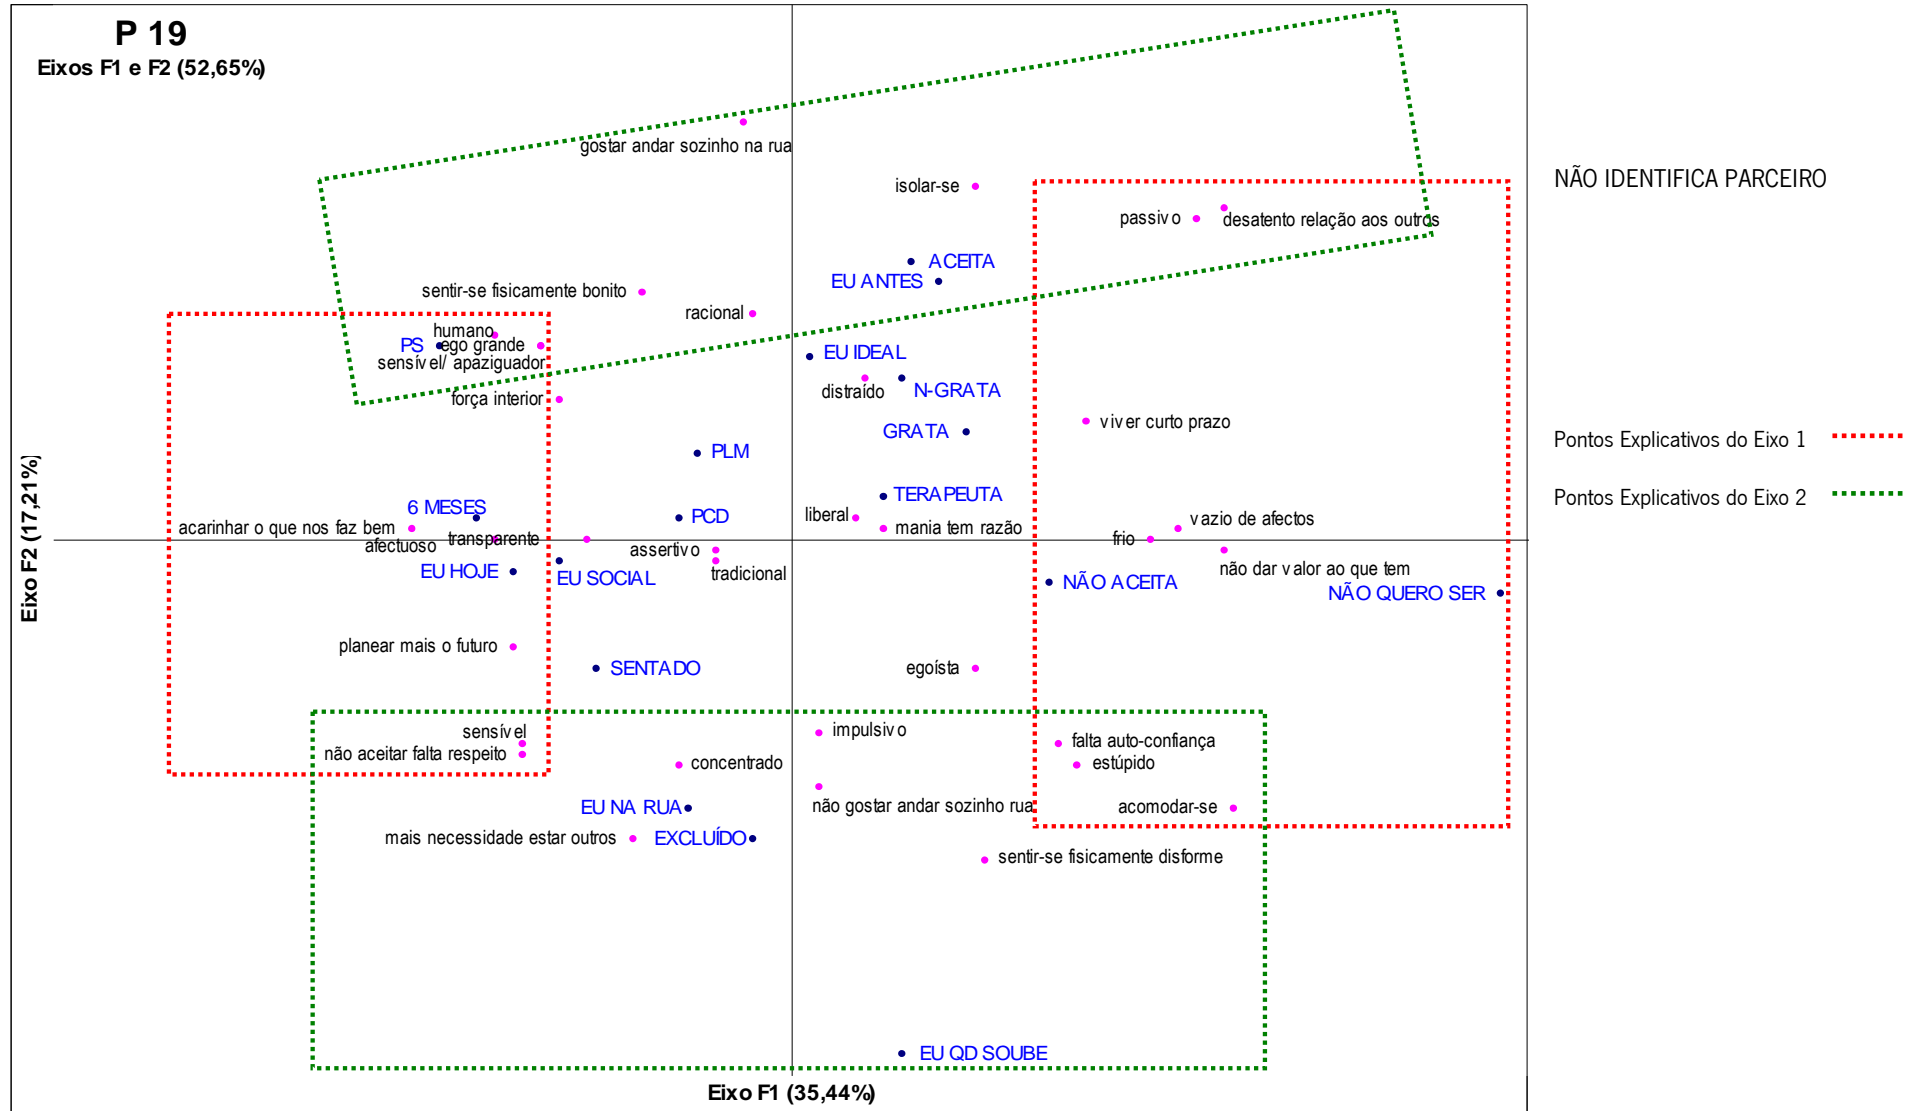 P 19
Eixos F1 e F2 (52,65%)
gostar andar sozinho na rua
isolar-se
NÃO IDENTIFICA PARCEIRO
passivo
desatento relação aos outros
ACEITA
EU ANTES
sentir-se fisicamente bonito
racional
humano
PS
ego grande
sensível/ apaziguador
EU IDEAL
distraído
N-GRATA
força interior
viver curto prazo
GRATA
Pontos Explicativos do Eixo 1
PLM
Pontos Explicativos do Eixo 2
TERAPEUTA
6 MESES
PCD
liberal
vazio de afectos
acarinhar o que nos faz bem
mania tem razão
transparente
frio
afectuoso
assertivo
Eixo F2 (17,21%)
EU HOJE
EU SOCIAL
tradicional
não dar valor ao que tem
NÃO ACEITA
NÃO QUERO SER
planear mais o futuro
SENTADO
egoísta
sensível
impulsivo
falta auto-confiança
não aceitar falta respeito
concentrado
estúpido
EU NA RUA
não gostar andar sozinho rua
acomodar-se
mais necessidade estar outros
EXCLUÍDO
sentir-se fisicamente disforme
EU QD SOUBE
Eixo F1 (35,44%)